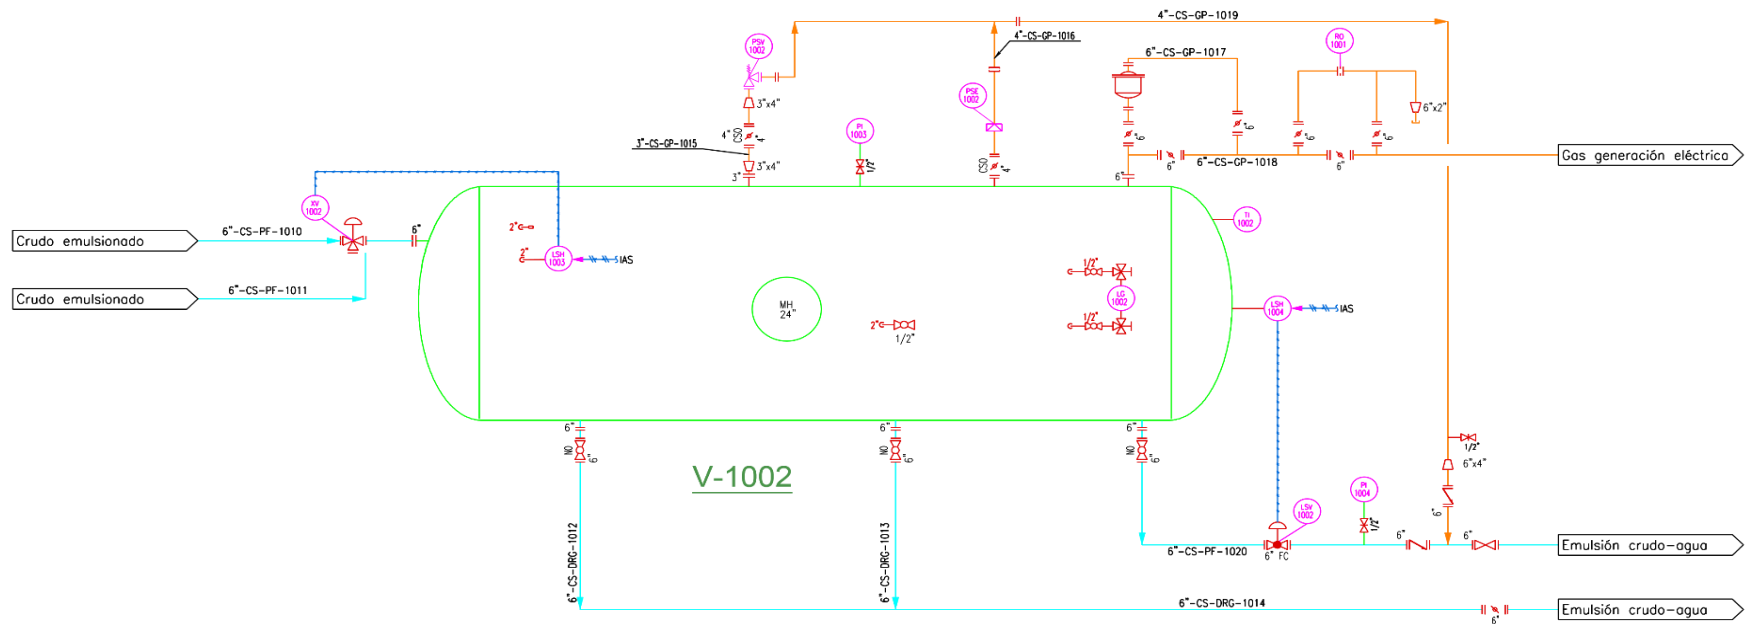 4"-CS-GP-1019
PSV
1002
4"-CS-GP-1016
RO
1001
6"-CS-GP-1017
3"x4"
PSE
1002
6"x2"
4"
CSO
4"
PI
1003
6"
6"
6"
6"
3"-CS-GP-1015
3"x4"
3"
1/2"
CSO
4"
6"
6"
6"-CS-GP-1018
6"
Gas generación eléctrica
XV
1002
6"-CS-PF-1010
6"
2"
TI
1002
Crudo emulsionado
2"
LSH
1003
IAS
1/2"
6"-CS-PF-1011
Crudo emulsionado
MH
24"
LG
1002
LSH
1004
IAS
2"
1/2"
1/2"
6"
NO
6"
6"
NO
6"
6"
NO
6"
V-1002
1/2"
6"x4"
PI
1004
LSV
1002
6"
1/2"
6"-CS-DRG-1012
6"-CS-DRG-1013
6"-CS-PF-1020
6" FC
6"
6"
Emulsión crudo-agua
6"-CS-DRG-1014
6"
Emulsión crudo-agua